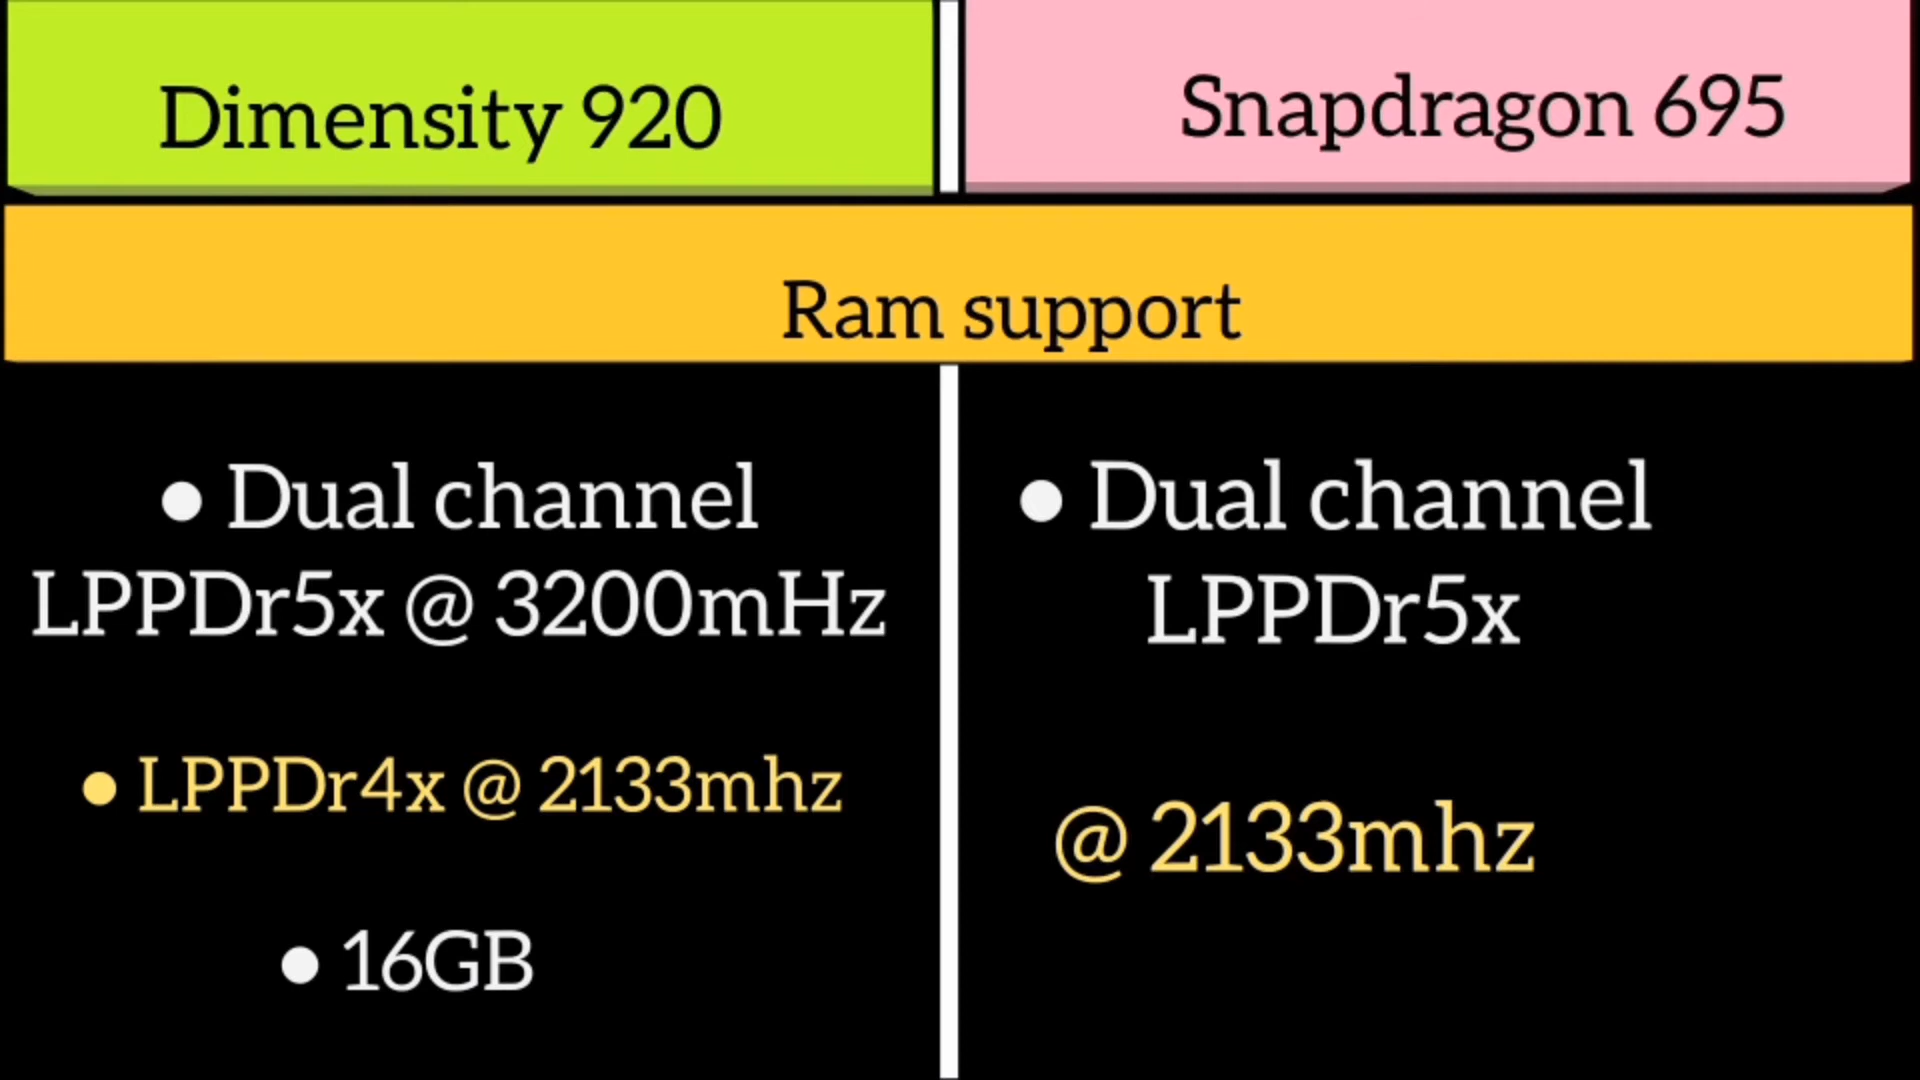 Dimensity 920
Snapdragon 695
Ram support
● Dual channel
LPPDr5x @ 3200mHz
● LPPDr4x @ 2133mhz
● 16GB
● Dual channel
LPPDr5x
@ 2133mhz